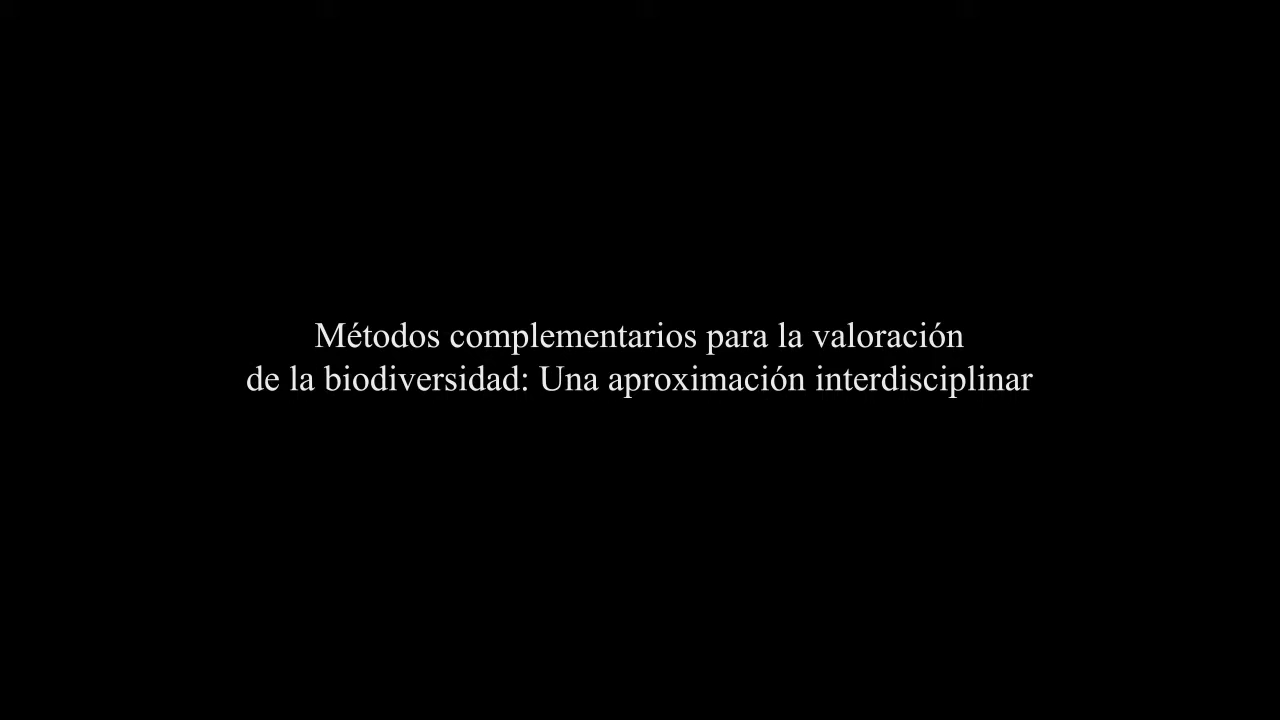 Métodos complementarios para la valoración
de la biodiversidad: Una aproximación interdisciplinar